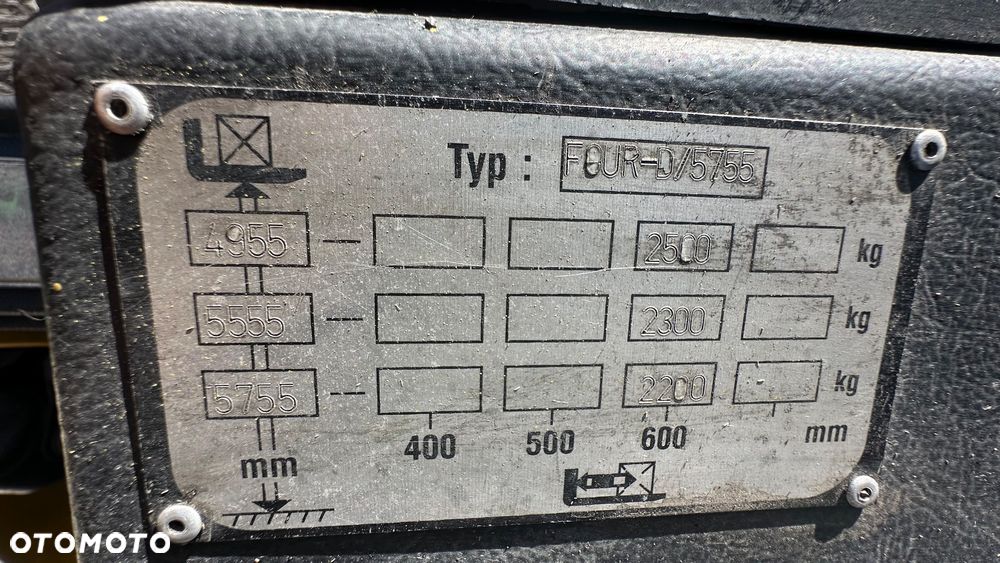 Typ : FOUR-D/5755
4955 -- 2500 kg
5555 -- 2300 kg
5755 -- 2200 kg
400 500 600 mm
mm
OTOMOTO